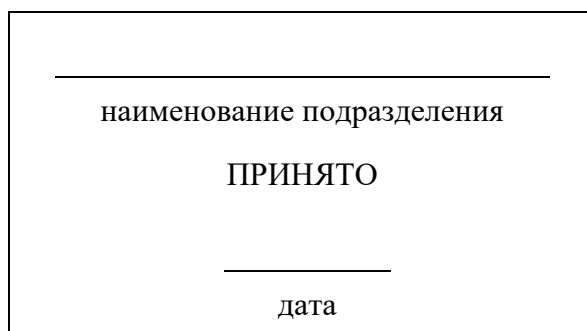 наименование подразделения
ПРИНЯТО
дата